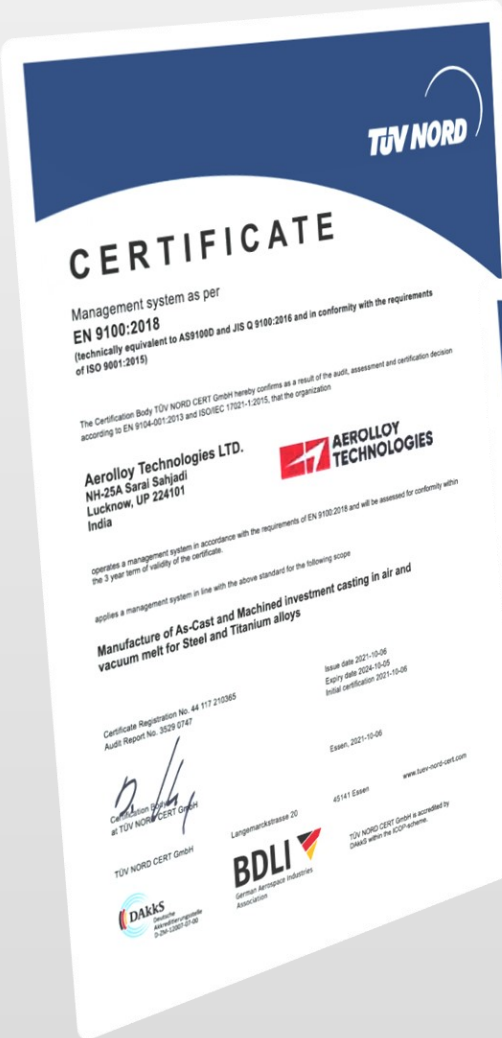 TÜV NORD
CERTIFICATE
Management system as per
EN 9100:2018
(technically equivalent to AS9100D and JIS Q 9100:2016 and in conformity with the requirements
of ISO 9001:2015)
The Certification Body TÜV NORD CERT GmbH hereby confirms as a result of the audit, assessment and certification decision
according to EN 9104-001:2013 and ISO/IEC 17021-1:2015, that the organization
Aerolloy Technologies LTD.
NH-25A Sarai Sahjadi
Lucknow, UP 224101
India
AEROLLOY
TECHNOLOGIES
operates a management system in accordance with the requirements of EN 9100:2018 and will be assessed for conformity within
the 3 year term of validity of the certificate.
applies a management system in line with the above standard for the following scope
Manufacture of As-Cast and Machined investment casting in air and
vacuum melt for Steel and Titanium alloys
Certificate Registration No. 44 117 210365
Audit Report No. 3529 0747
Issue date 2021-10-06
Expiry date 2024-10-05
Initial certification 2021-10-06
Certification Body
at TÜV NORD CERT GmbH
Essen, 2021-10-06
TÜV NORD CERT GmbH
Langemarckstrasse 20
45141 Essen
www.tuev-nord-cert.com
DAkkS
Deutsche
Akkreditierungsstelle
D-ZM-12007-07-00
BDLI
German Aerospace Industries
Association
TÜV NORD CERT GmbH is accredited by
DAkkS within the ICOP-scheme.